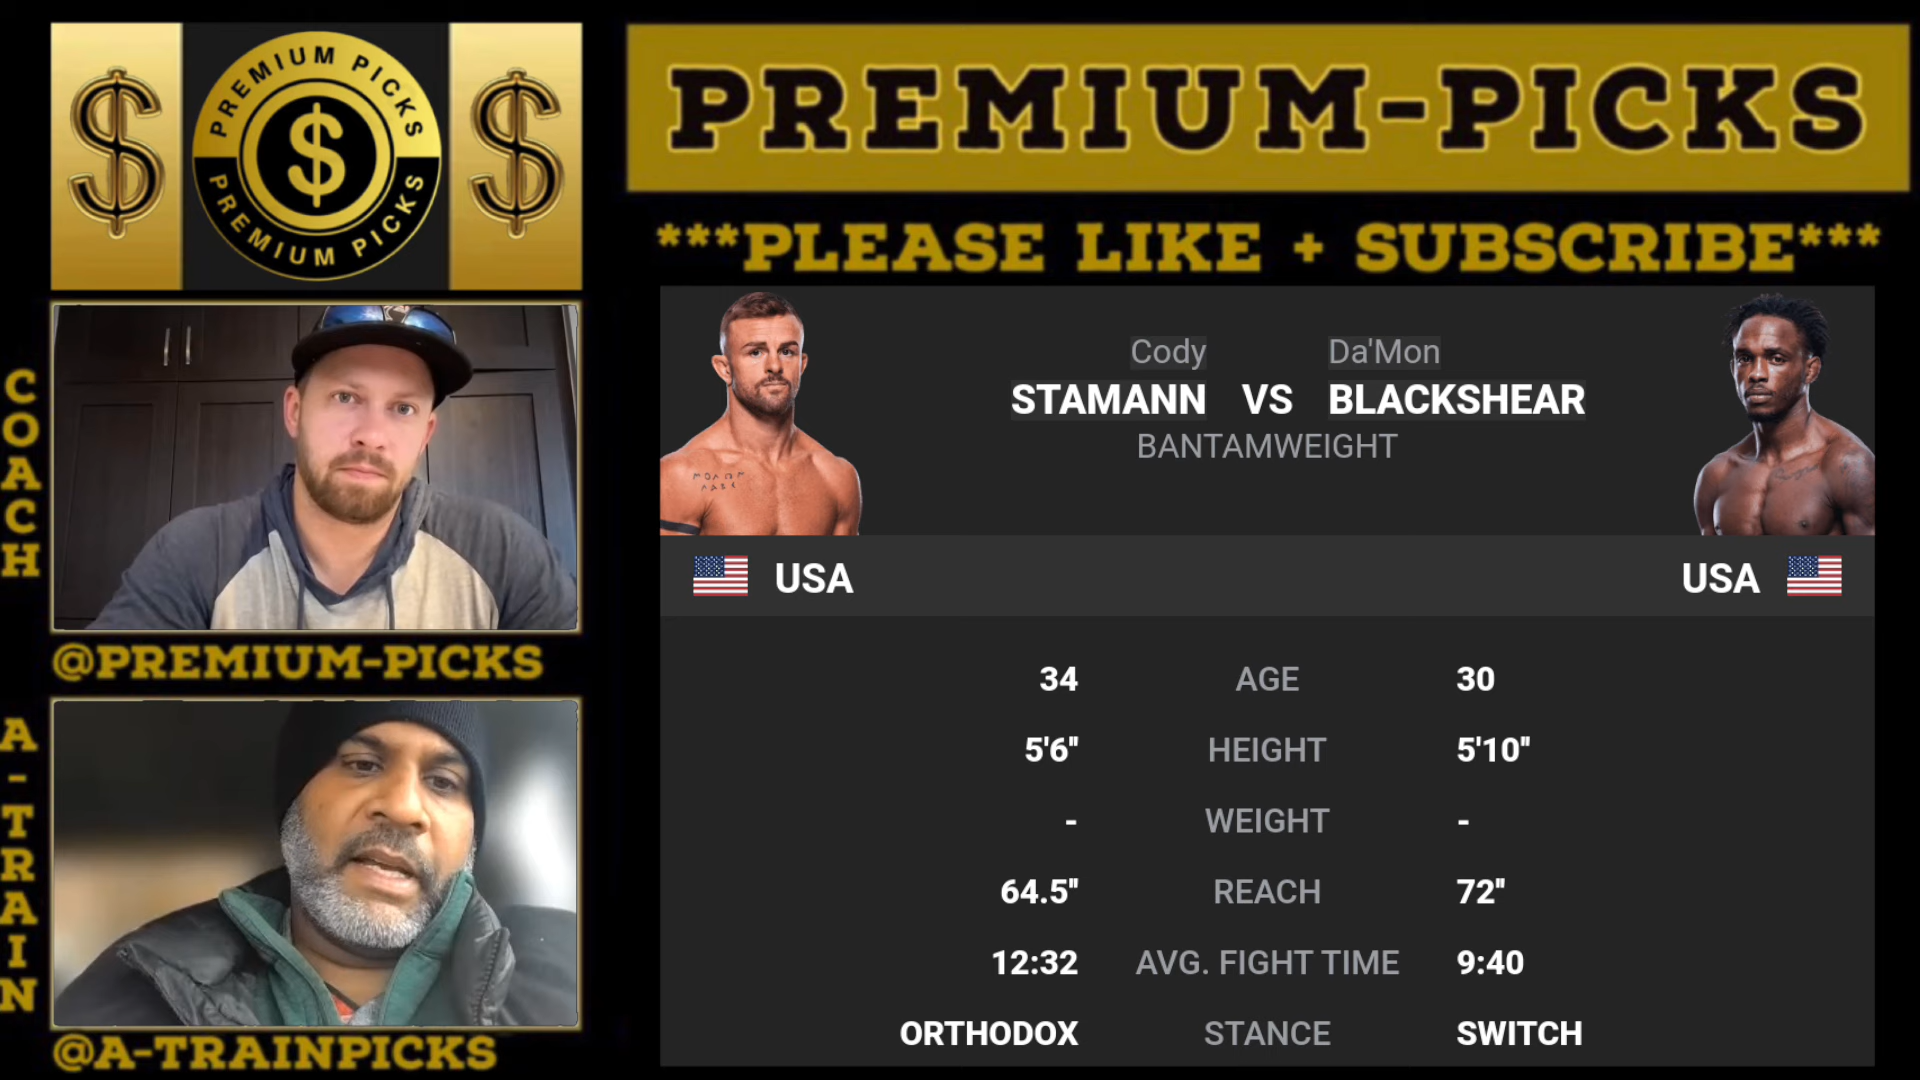 PREMIUM PICKS
$ $ $
PREMIUM PICKS
PREMIUM-PICKS
***PLEASE LIKE + SUBSCRIBE***
COACH
@PREMIUM-PICKS
A-TRAIN
@A-TRAINPICKS
Cody Da'Mon
STAMANN VS BLACKSHEAR
BANTAMWEIGHT
USA USA
34 AGE 30
5'6" HEIGHT 5'10"
- WEIGHT -
64.5" REACH 72"
12:32 AVG. FIGHT TIME 9:40
ORTHODOX STANCE SWITCH